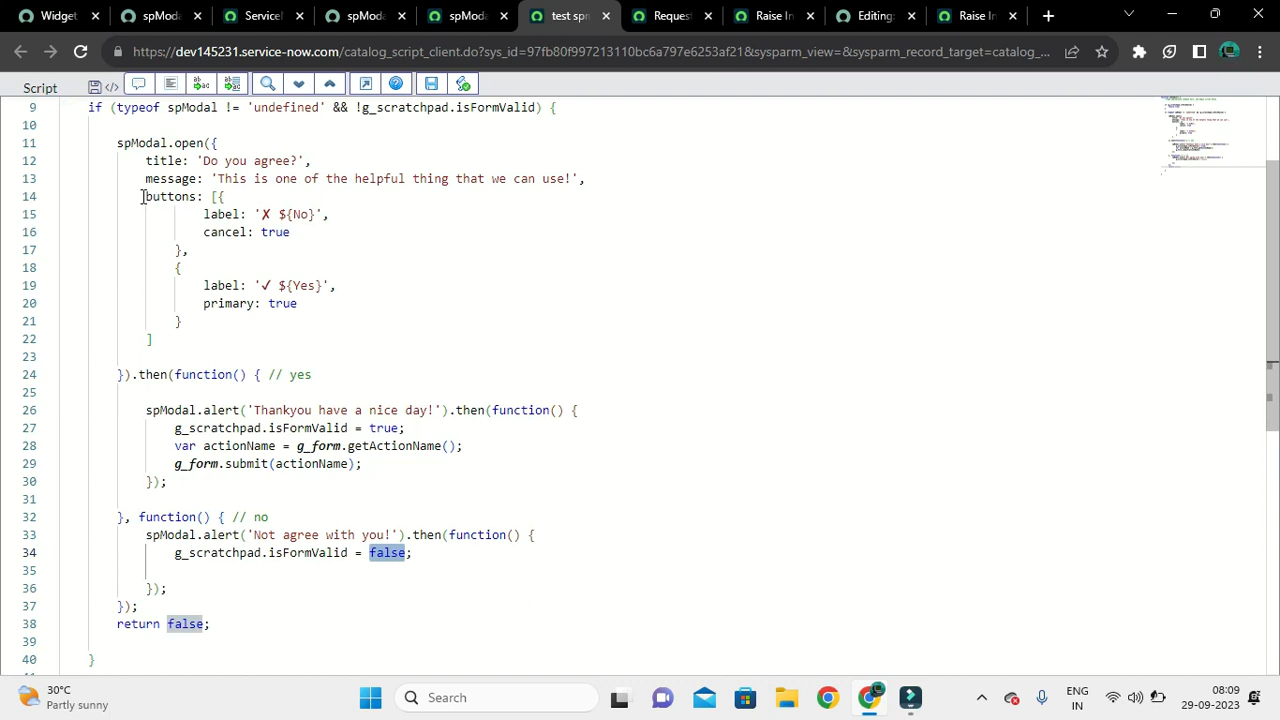 Widget
spMod
Servicel
spModa
spModa
test spn
Reques
Raise In
Editing:
Raise In
https://dev145231.service-now.com/catalog_script_client.do?sys_id=97fb80f997213110bc6a797e6253af21&sysparm_view=&sysparm_record_target=catalog_...
Script
9 if (typeof spModal != 'undefined' && !g_scratchpad.isFormValid) {
10
11 spModal.open({
12 title: 'Do you agree?',
13 message: 'This is one of the helpful thing that we can use!',
14 buttons: [{
15 label: '✗ ${No}',
16 cancel: true
17 },
18 {
19 label: '✓ ${Yes}',
20 primary: true
21 }
22 ]
23
24 }).then(function() { // yes
25
26 spModal.alert('Thankyou have a nice day!').then(function() {
27 g_scratchpad.isFormValid = true;
28 var actionName = g_form.getActionName();
29 g_form.submit(actionName);
30 });
31
32 }, function() { // no
33 spModal.alert('Not agree with you!').then(function() {
34 g_scratchpad.isFormValid = false;
35
36 });
37 });
38 return false;
39
40 }
30°C
Partly sunny
Search
ENG
IN
08:09
29-09-2023